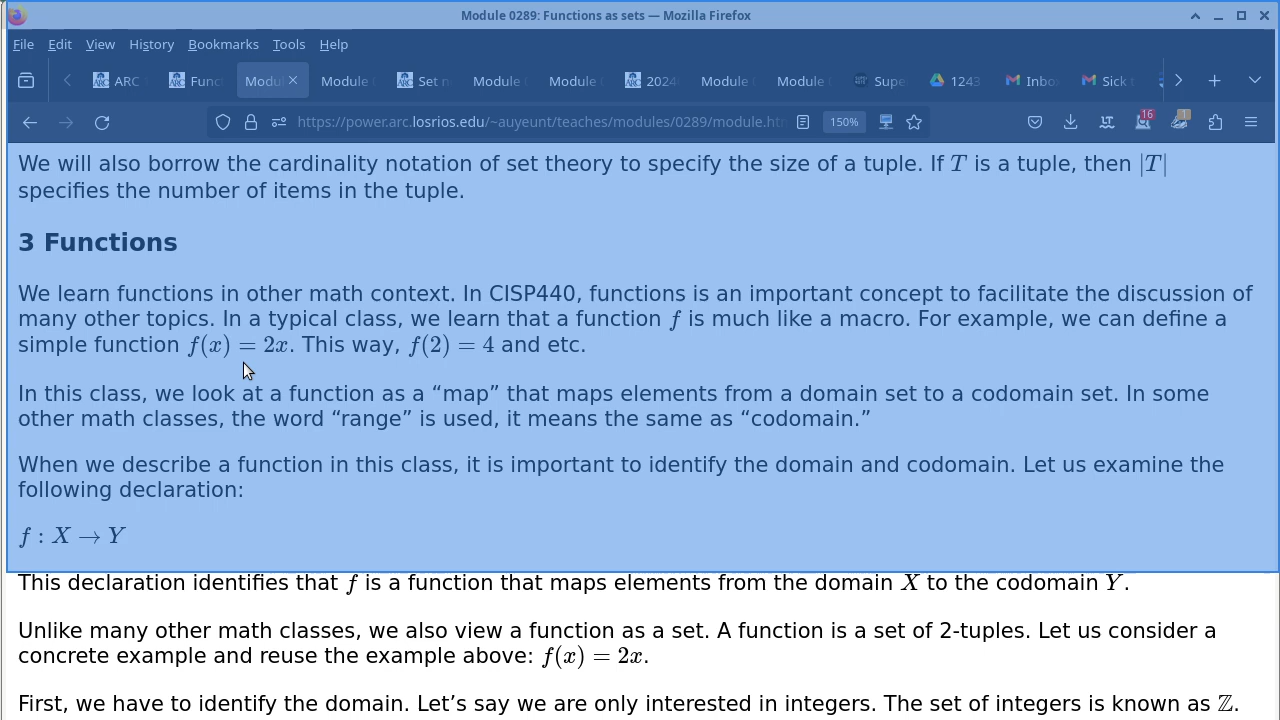 Module 0289: Functions as sets — Mozilla Firefox
File Edit View History Bookmarks Tools Help
ARC Func Modu Module Set n Module Module 2024 Module Module Supe 1243 Inbo Sick
https://power.arc.losrios.edu/~auyeunt/teaches/modules/0289/module.htm 150% 16 1
We will also borrow the cardinality notation of set theory to specify the size of a tuple. If T is a tuple, then |T|
specifies the number of items in the tuple.
3 Functions
We learn functions in other math context. In CISP440, functions is an important concept to facilitate the discussion of
many other topics. In a typical class, we learn that a function f is much like a macro. For example, we can define a
simple function f(x) = 2x. This way, f(2) = 4 and etc.
In this class, we look at a function as a “map” that maps elements from a domain set to a codomain set. In some
other math classes, the word “range” is used, it means the same as “codomain.”
When we describe a function in this class, it is important to identify the domain and codomain. Let us examine the
following declaration:
f : X → Y
This declaration identifies that f is a function that maps elements from the domain X to the codomain Y.
Unlike many other math classes, we also view a function as a set. A function is a set of 2-tuples. Let us consider a
concrete example and reuse the example above: f(x) = 2x.
First, we have to identify the domain. Let’s say we are only interested in integers. The set of integers is known as ℤ.